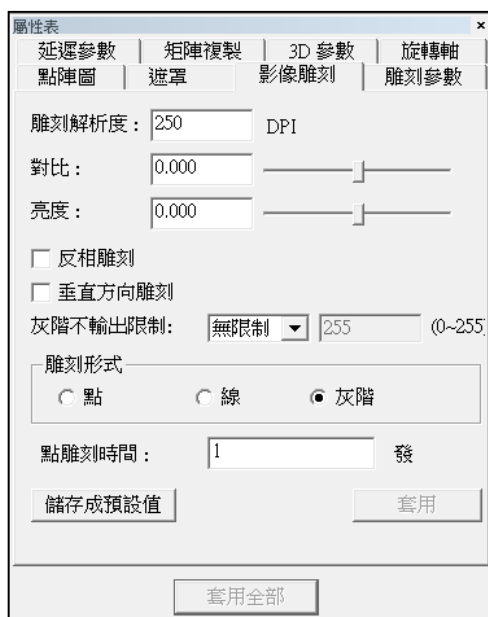 屬性表
延遲參數 矩陣複製 3D 參數 旋轉軸
點陣圖 遮罩 影像雕刻 雕刻參數
雕刻解析度： 250 DPI
對比： 0.000
亮度： 0.000
反相雕刻
垂直方向雕刻
灰階不輸出限制: 無限制 255 (0~255
雕刻形式
點 線 灰階
點雕刻時間： 1 發
儲存成預設值 套用
套用全部